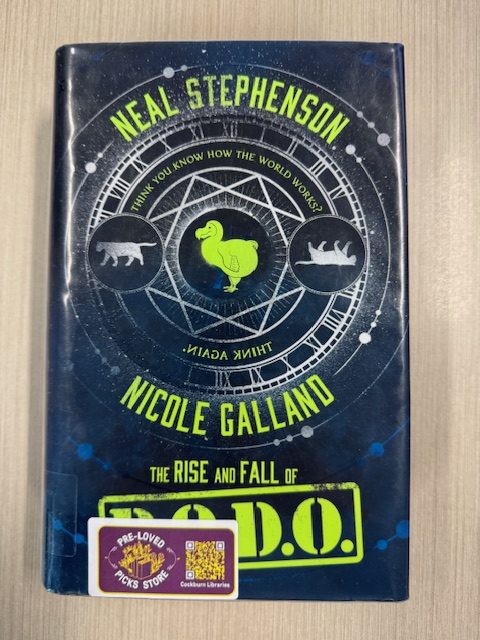 NEAL STEPHENSON
THINK YOU KNOW HOW THE WORLD WORKS?
THINK AGAIN.
NICOLE GALLAND
THE RISE AND FALL OF
D.O.D.O.
PRE-LOVED
PICKS STORE
Cockburn Libraries